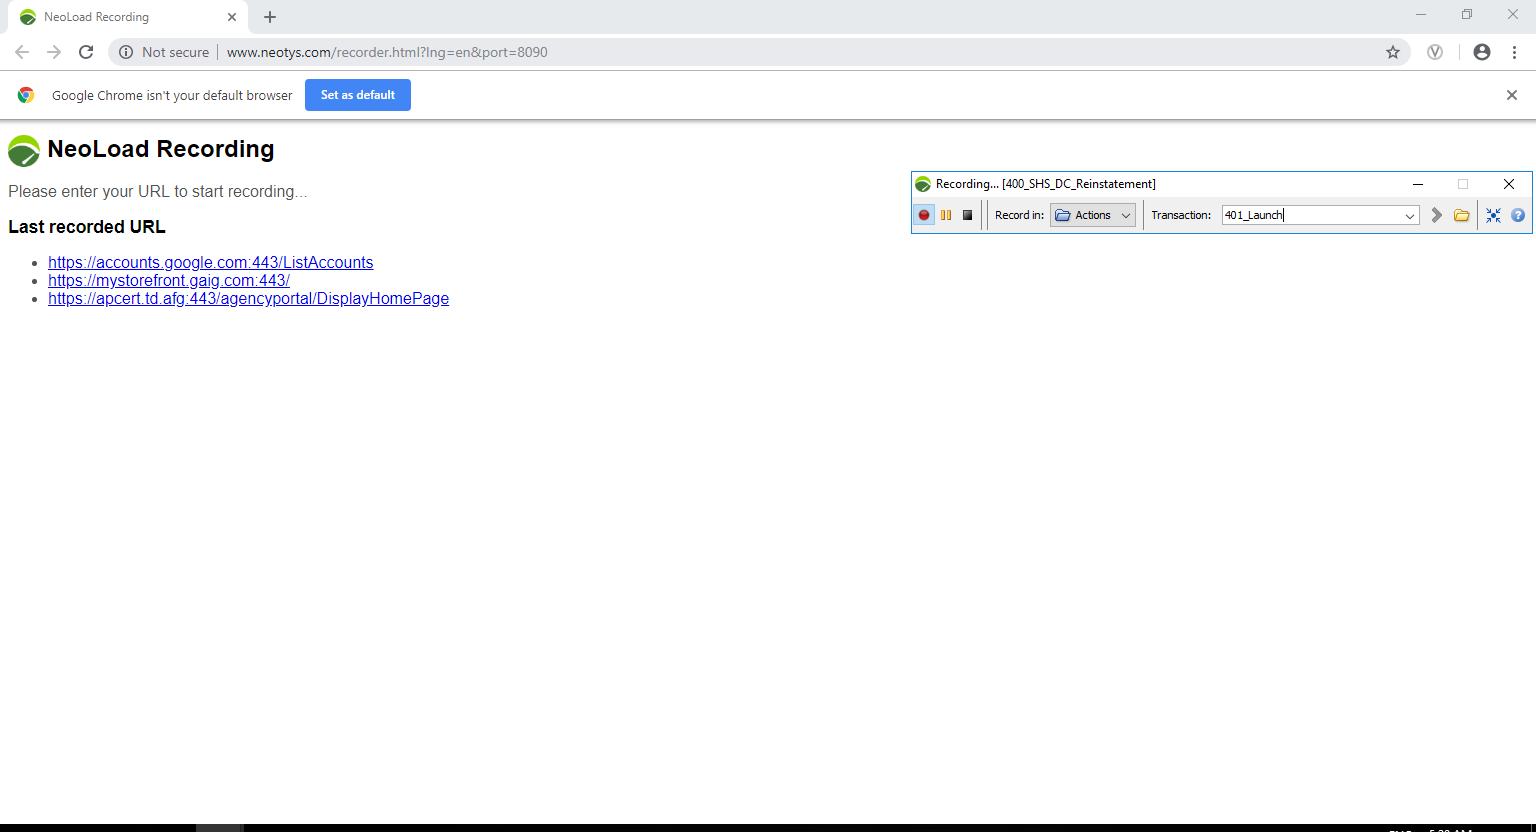 NeoLoad Recording
Not secure
www.neotys.com/recorder.html?lng=en&port=8090
Google Chrome isn't your default browser
Set as default
NeoLoad Recording
Please enter your URL to start recording...
Recording... [400_SHS_DC_Reinstatement]
Record in: Actions Transaction: 401_Launch
Last recorded URL
https://accounts.google.com:443/ListAccounts
https://mystorefront.gaig.com:443/
https://apcert.td.afg:443/agencyportal/DisplayHomePage